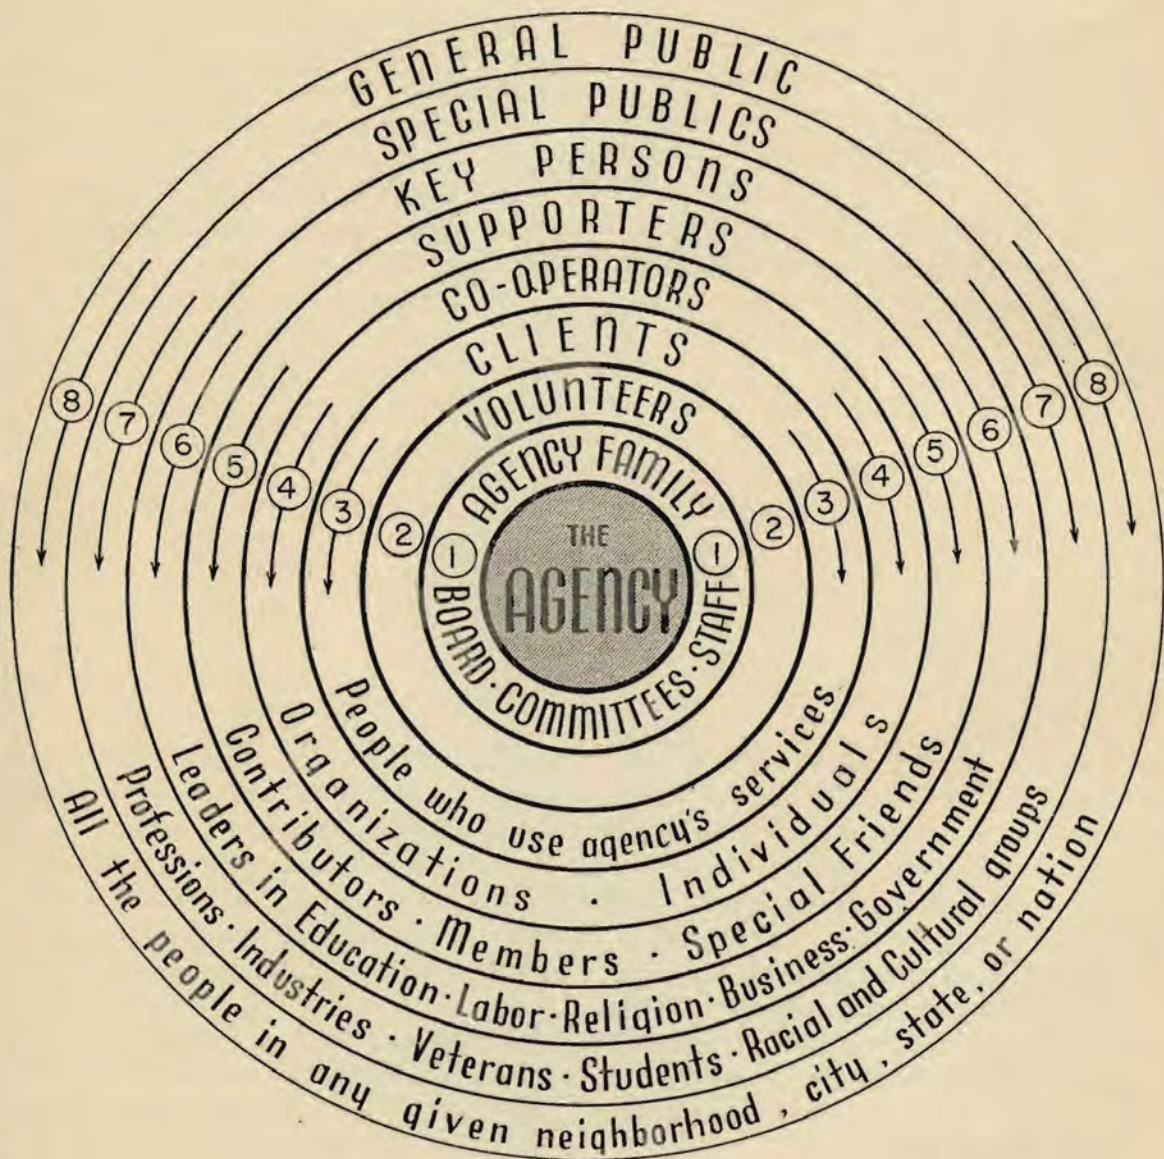 GENERAL PUBLIC
SPECIAL PUBLICS
KEY PERSONS
SUPPORTERS
CO-OPERATORS
CLIENTS
VOLUNTEERS
AGENCY FAMILY
THE
AGENCY
BOARD · COMMITTEES · STAFF
8 7 6 5 4 3 2 1
1 2 3 4 5 6 7 8
People who use agency's services
Organizations · Individuals
Contributors · Members · Special Friends
Leaders in Education · Labor · Religion · Business · Government
Professions · Industries · Veterans · Students · Racial and Cultural groups
All the people in any given neighborhood, city, state, or nation